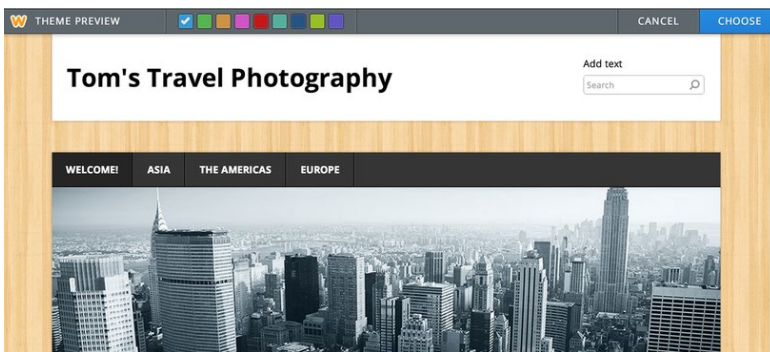 THEME PREVIEW
CANCEL
CHOOSE
Tom's Travel Photography
Add text
Search
WELCOME!
ASIA
THE AMERICAS
EUROPE